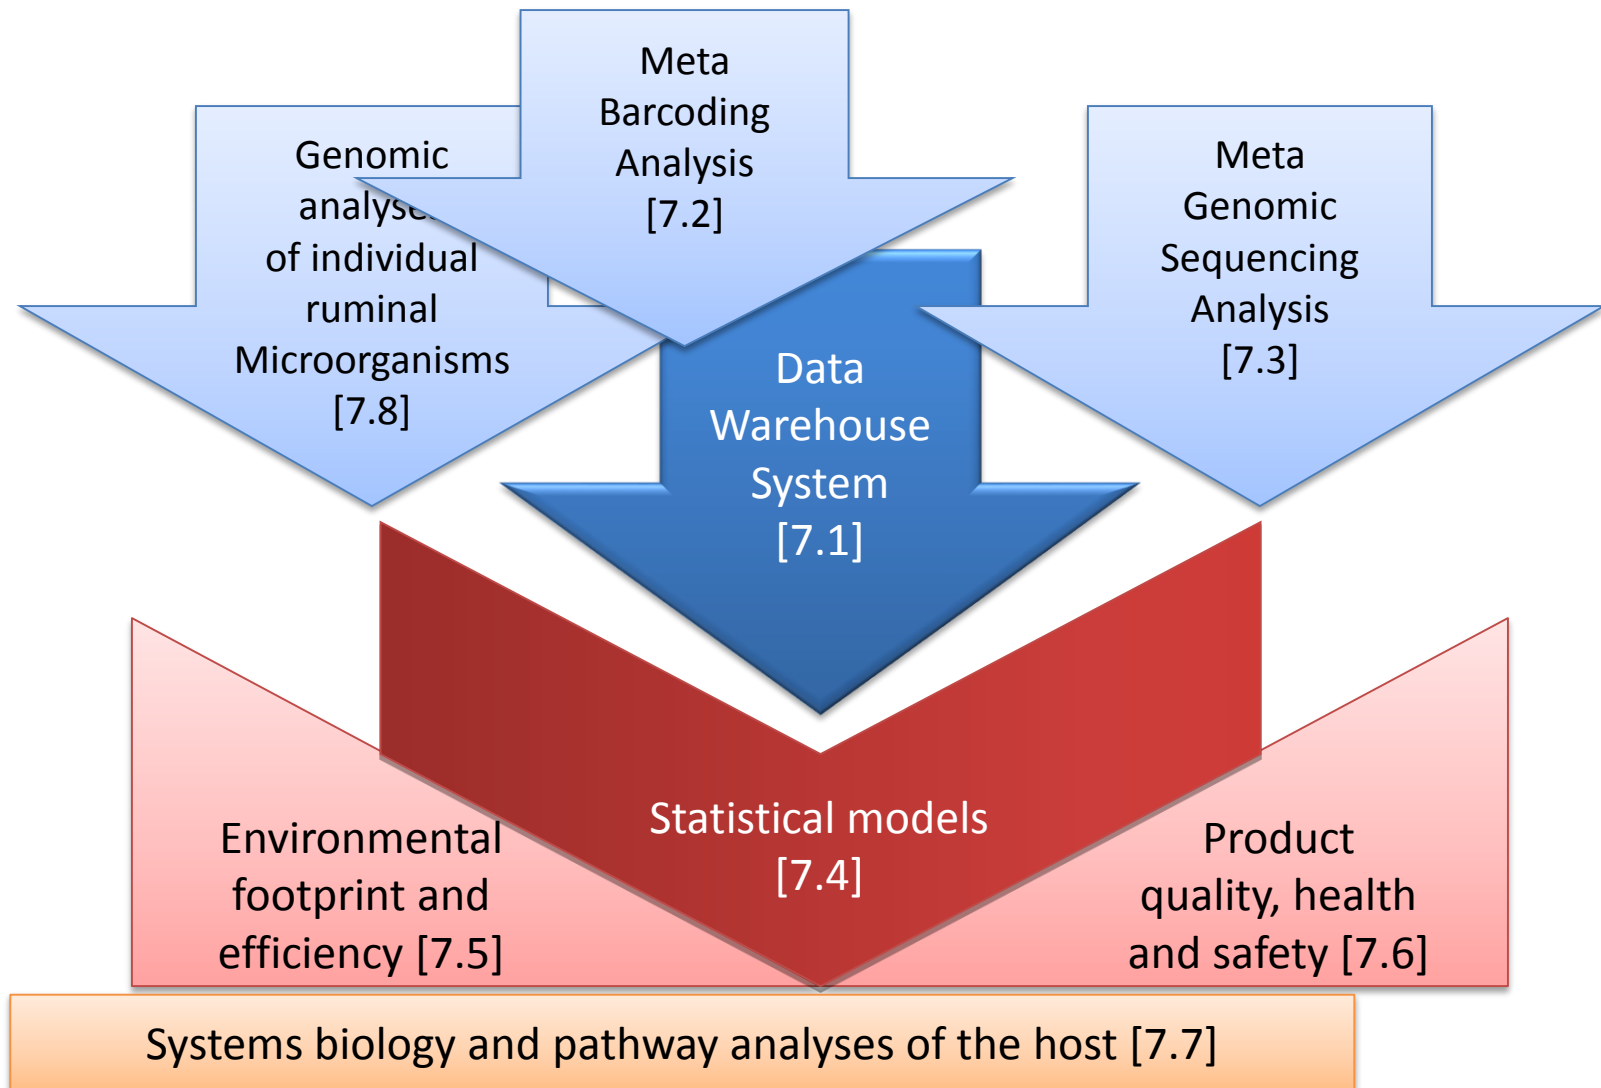 Meta
Barcoding
Analysis
[7.2]
Genomic
analyses
of individual
ruminal
Microorganisms
[7.8]
Meta
Genomic
Sequencing
Analysis
[7.3]
Data
Warehouse
System
[7.1]
Statistical models
[7.4]
Environmental
footprint and
efficiency [7.5]
Product
quality, health
and safety [7.6]
Systems biology and pathway analyses of the host [7.7]